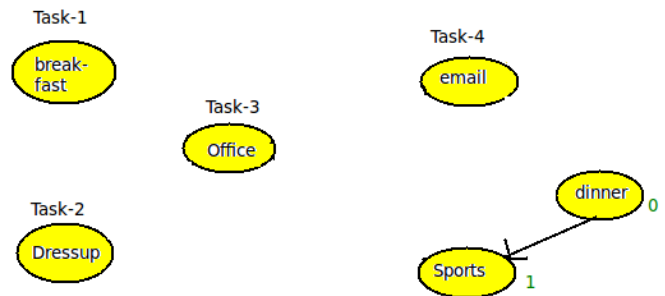 Task-1
break-
fast
Task-4
email
Task-3
Office
dinner
0
Task-2
Dressup
Sports
1